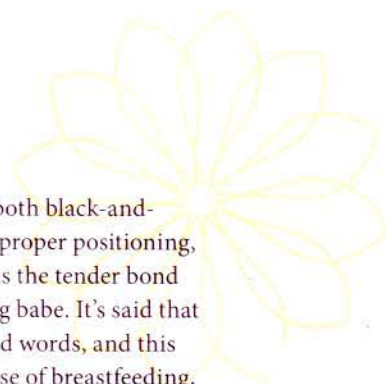 both black-and-
proper positioning,
s the tender bond
g babe. It's said that
d words, and this
se of breastfeeding,